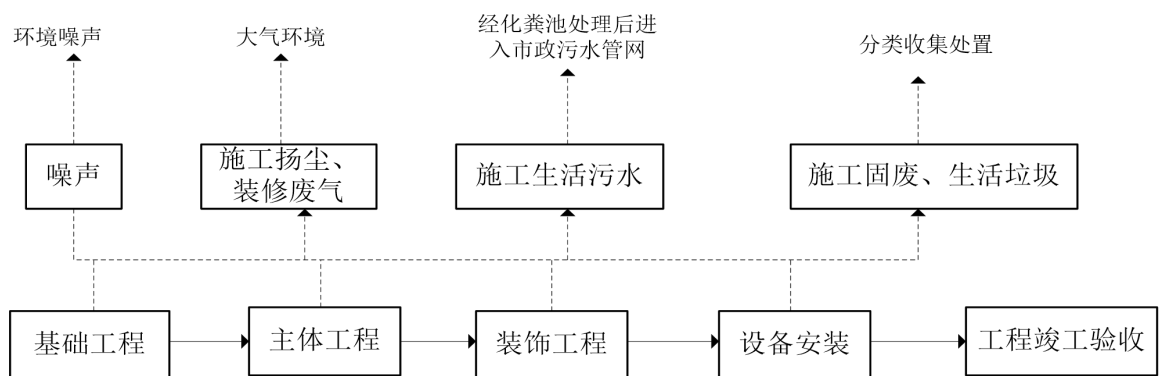 环境噪声
大气环境
经化粪池处理后进
入市政污水管网
分类收集处置
噪声
施工扬尘、
装修废气
施工生活污水
施工固废、生活垃圾
基础工程
主体工程
装饰工程
设备安装
工程竣工验收